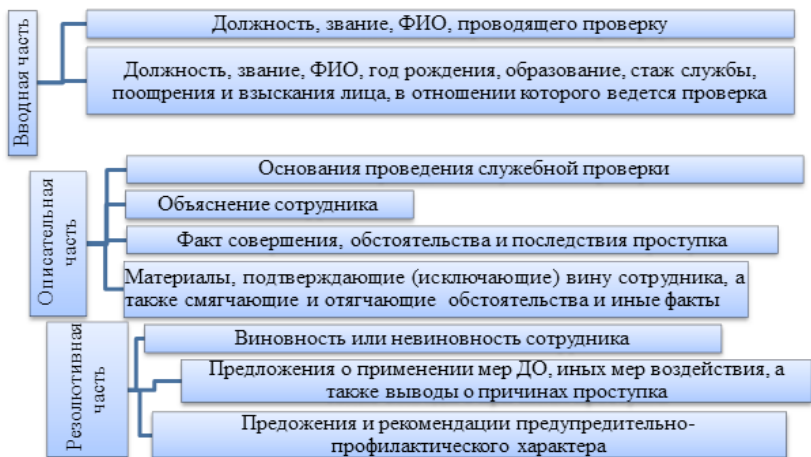 Вводная часть
Должность, звание, ФИО, проводящего проверку
Должность, звание, ФИО, год рождения, образование, стаж службы,
поощрения и взыскания лица, в отношении которого ведется проверка
Описательная
часть
Основания проведения служебной проверки
Объяснение сотрудника
Факт совершения, обстоятельства и последствия проступка
Материалы, подтверждающие (исключающие) вину сотрудника, а
также смягчающие и отягчающие обстоятельства и иные факты
Резолютивная
часть
Виновность или невиновность сотрудника
Предложения о применении мер ДО, иных мер воздействия, а
также выводы о причинах проступка
Предожения и рекомендации предупредительно-
профилактического характера